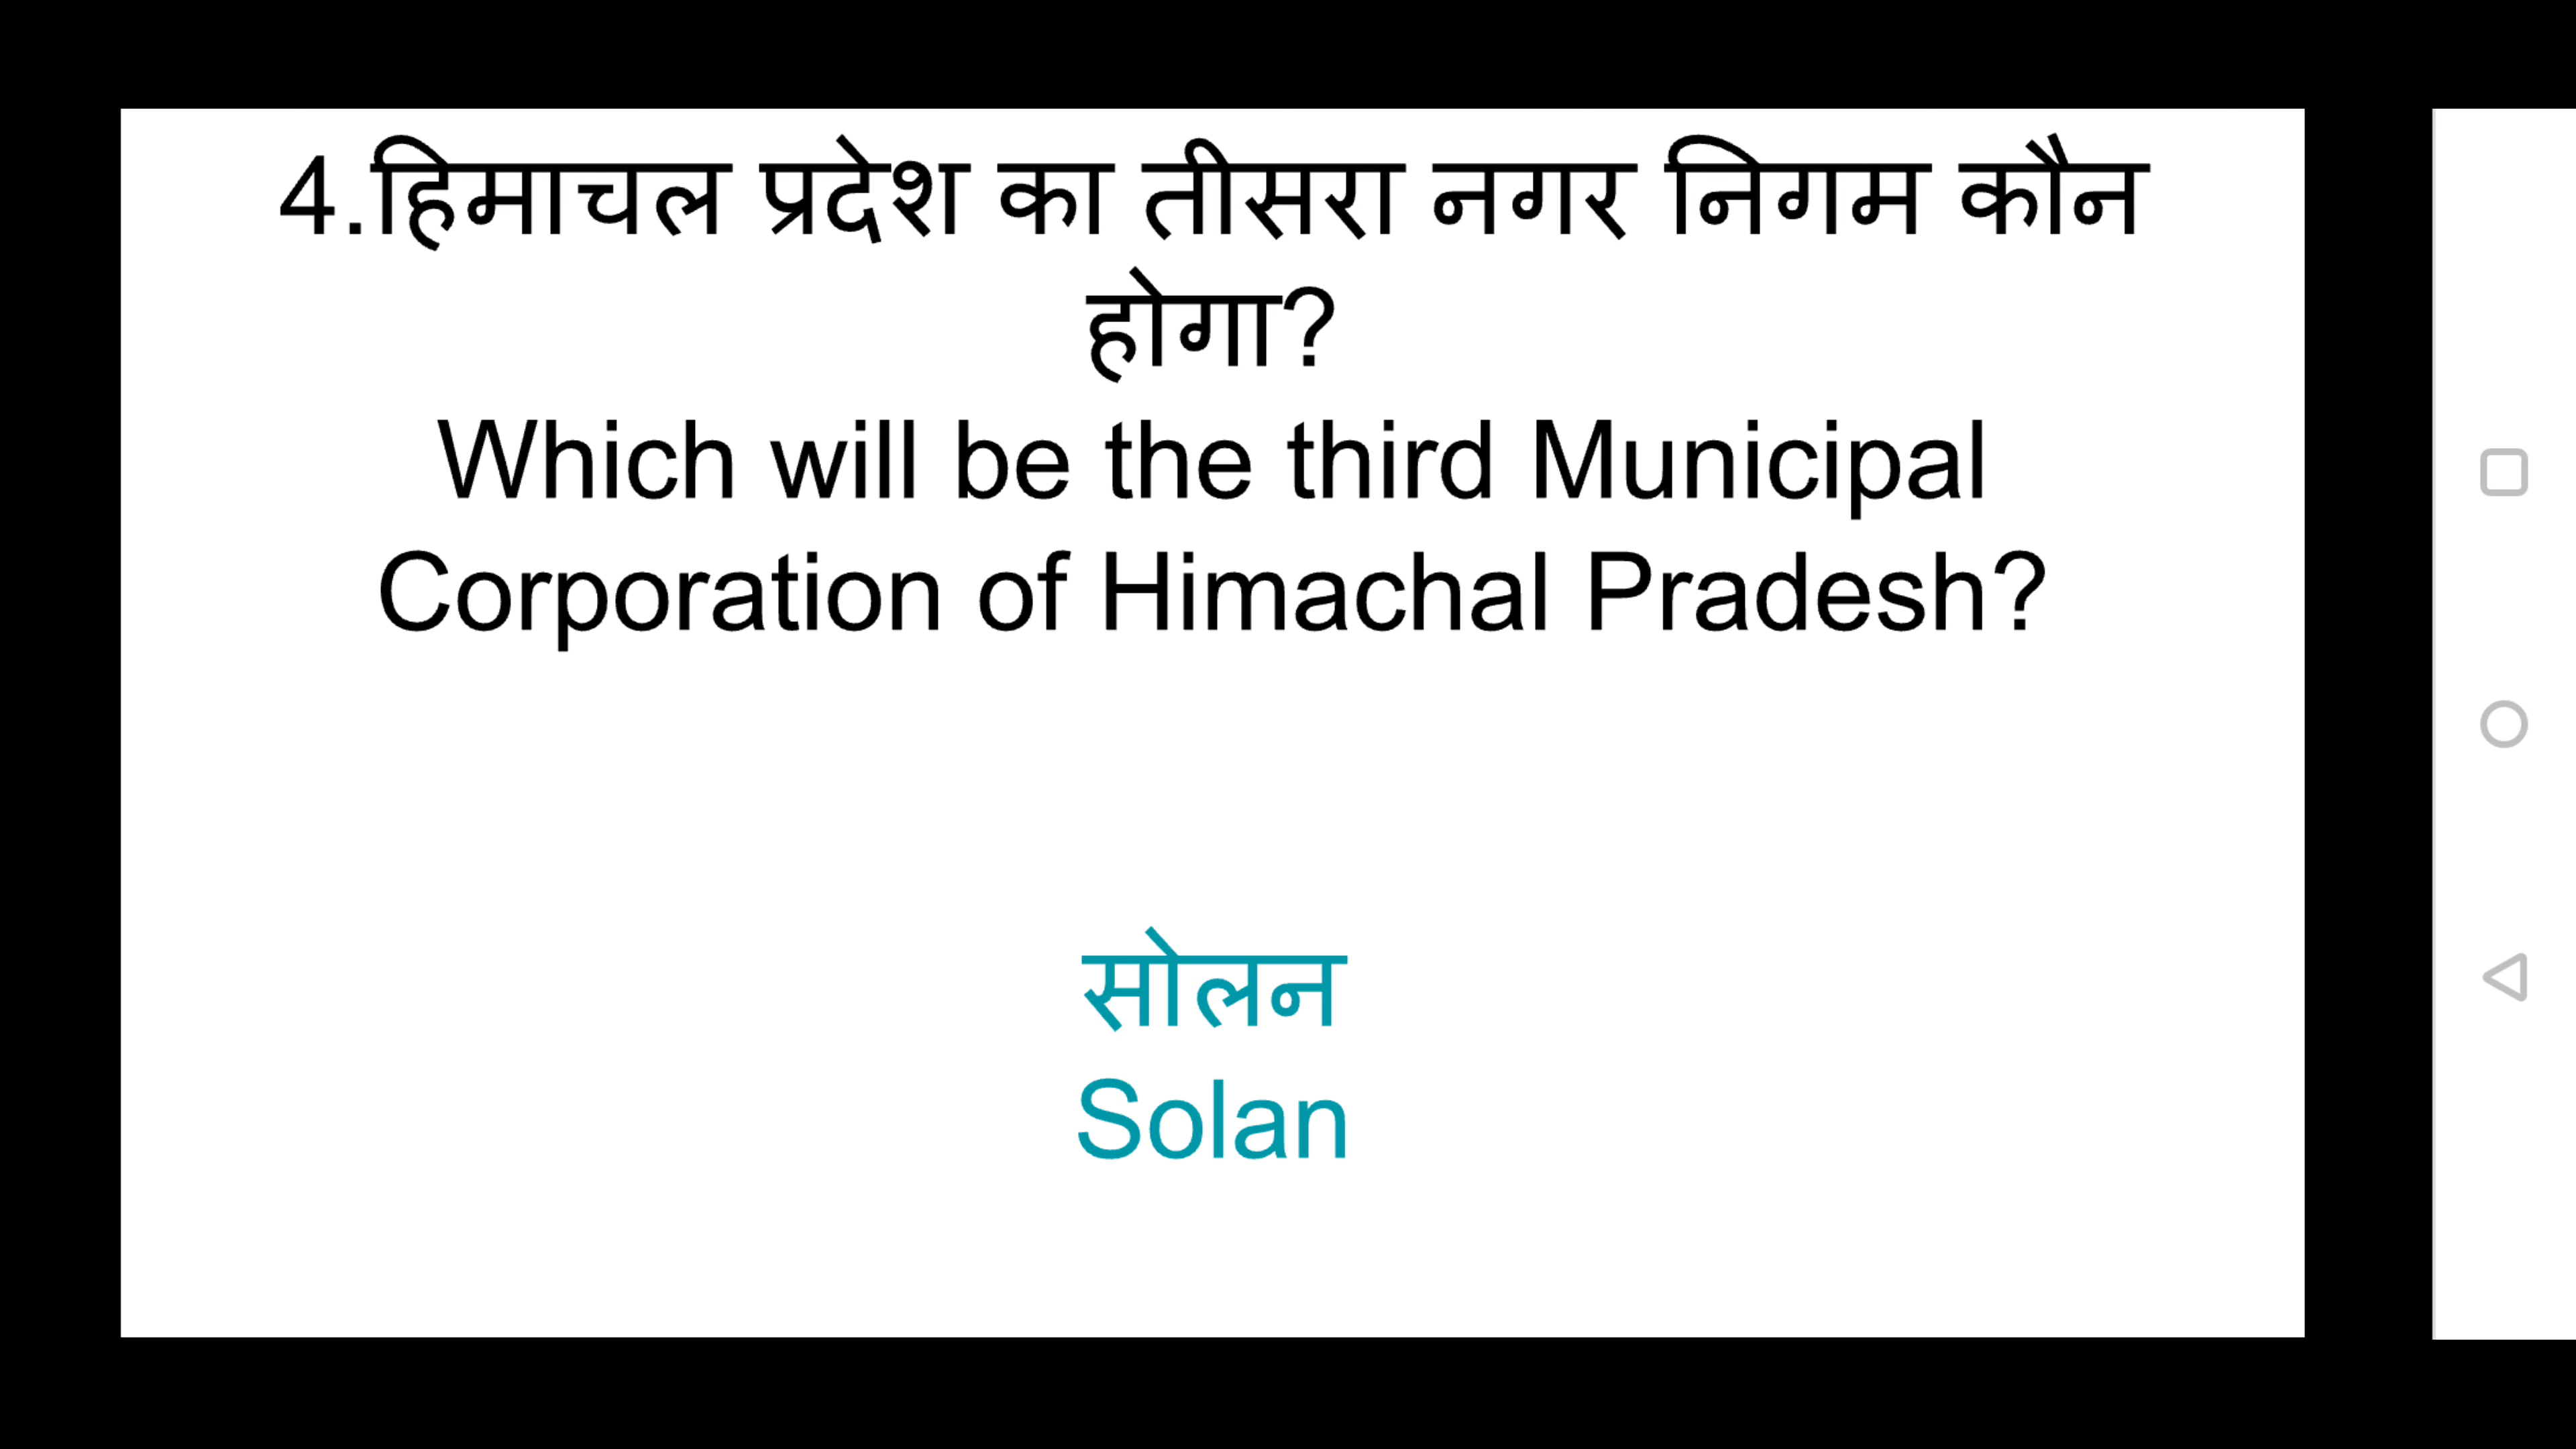 4.हिमाचल प्रदेश का तीसरा नगर निगम कौन
होगा?
Which will be the third Municipal
Corporation of Himachal Pradesh?
सोलन
Solan